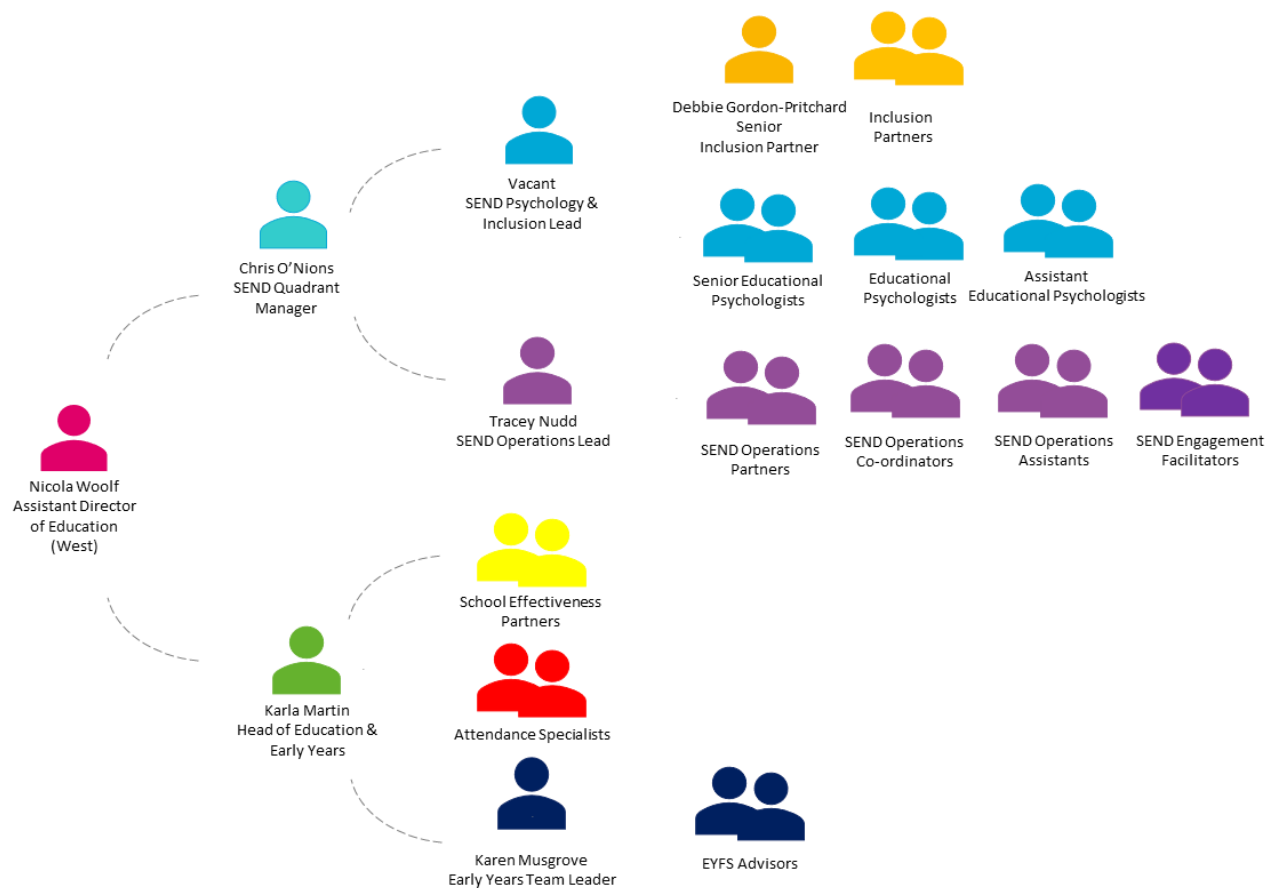 Debbie Gordon-Pritchard
Senior
Inclusion Partner
Inclusion
Partners
Vacant
SEND Psychology &
Inclusion Lead
Chris O'Nions
SEND Quadrant
Manager
Senior Educational
Psychologists
Educational
Psychologists
Assistant
Educational Psychologists
Tracey Nudd
SEND Operations Lead
SEND Operations
Partners
SEND Operations
Co-ordinators
SEND Operations
Assistants
SEND Engagement
Facilitators
Nicola Woolf
Assistant Director
of Education
(West)
School Effectiveness
Partners
Karla Martin
Head of Education &
Early Years
Attendance Specialists
Karen Musgrove
Early Years Team Leader
EYFS Advisors